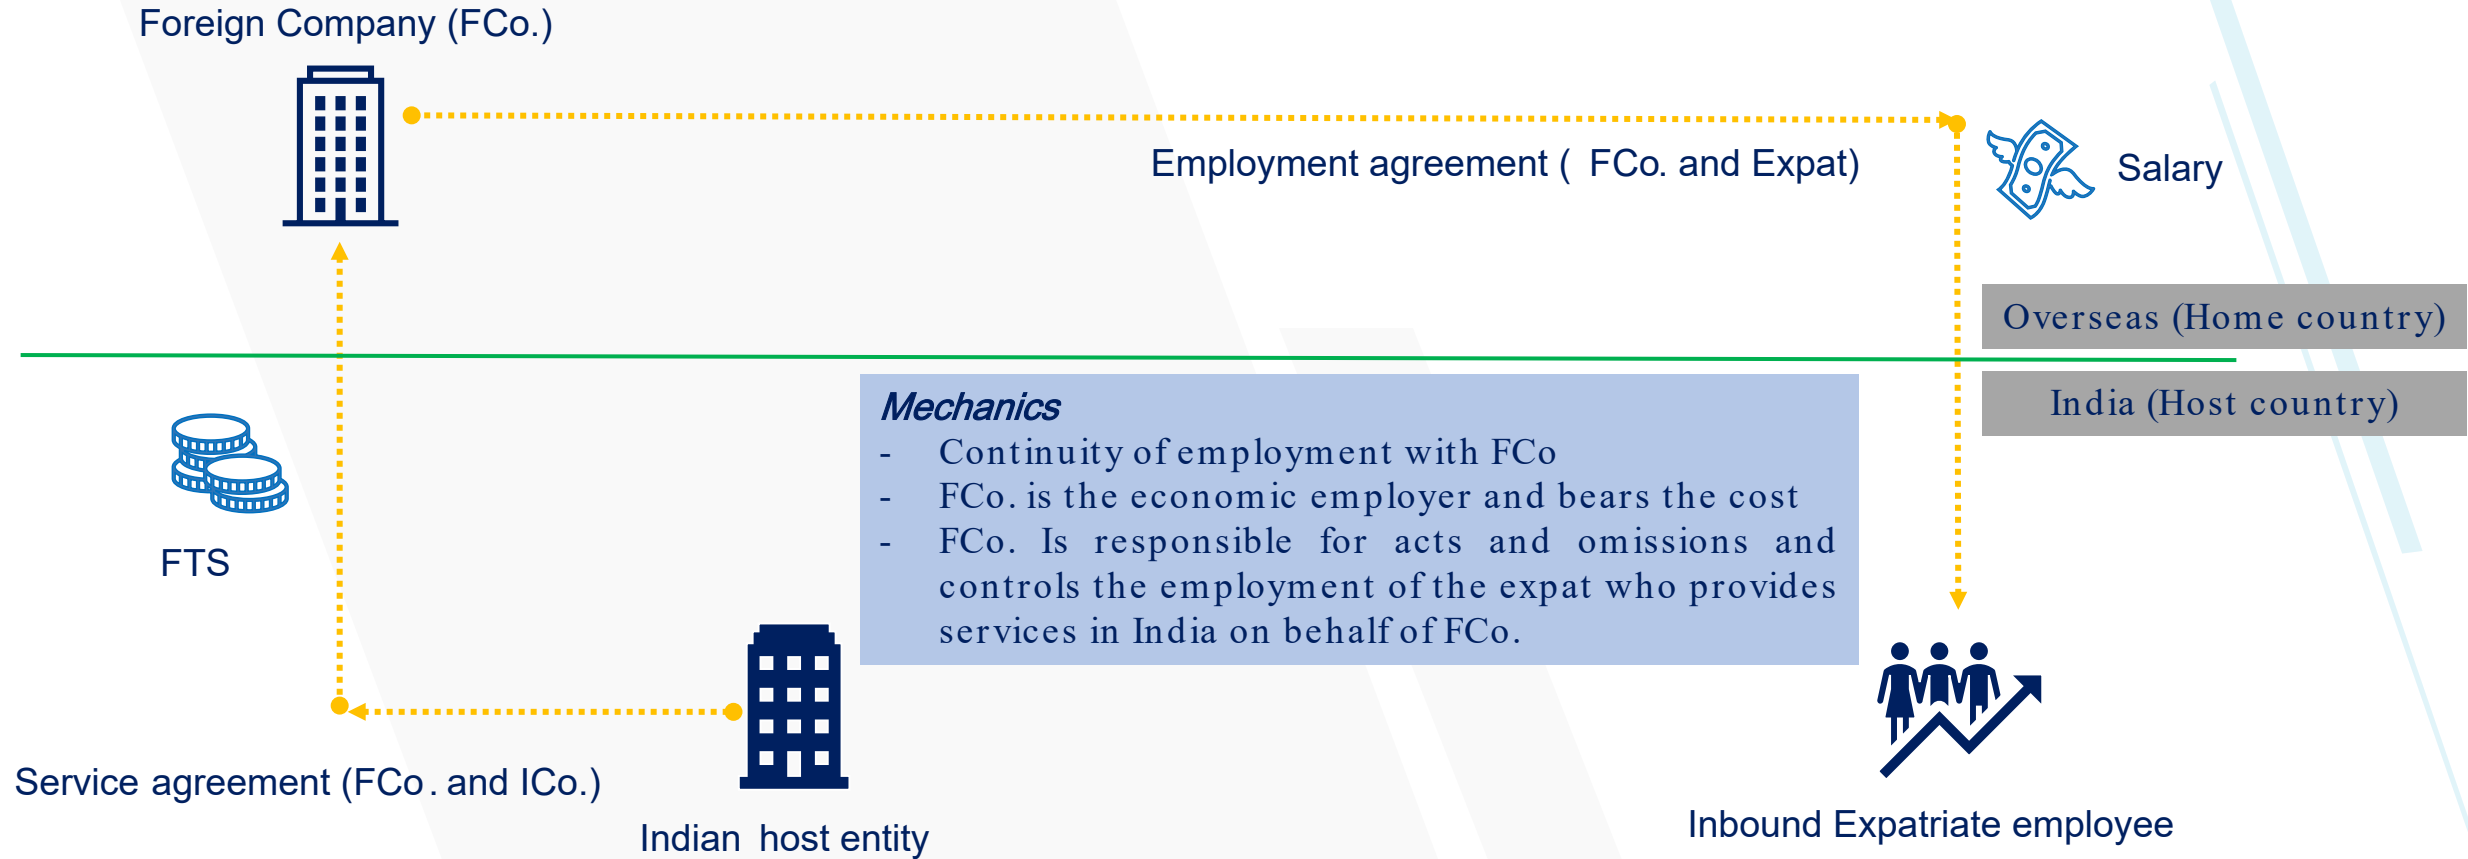 Foreign Company (FCo.)
Employment agreement ( FCo. and Expat)
Salary
Overseas (Home country)
India (Host country)
Mechanics
- Continuity of employment with FCo
- FCo. is the economic employer and bears the cost
- FCo. Is responsible for acts and omissions and
controls the employment of the expat who provides
services in India on behalf of FCo.
FTS
Service agreement (FCo. and ICo.)
Indian host entity
Inbound Expatriate employee